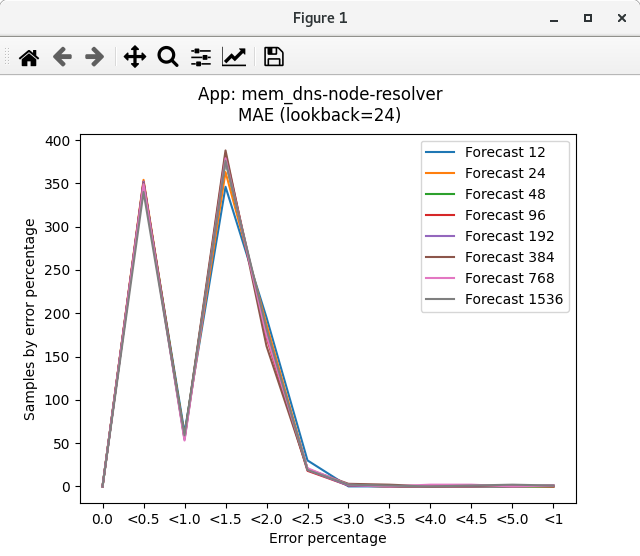 Figure 1
App: mem_dns-node-resolver
MAE (lookback=24)
400
350
300
250
200
150
100
50
0
Samples by error percentage
Forecast 12
Forecast 24
Forecast 48
Forecast 96
Forecast 192
Forecast 384
Forecast 768
Forecast 1536
0.0 <0.5 <1.0 <1.5 <2.0 <2.5 <3.0 <3.5 <4.0 <4.5 <5.0 <1
Error percentage